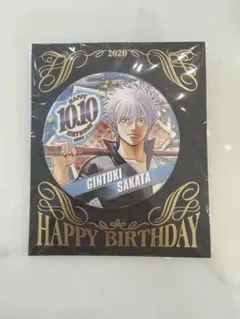 2020
HAPPY
10.10
BIRTHDAY
GINTOKI
SAKATA
HAPPY BIRTHDAY